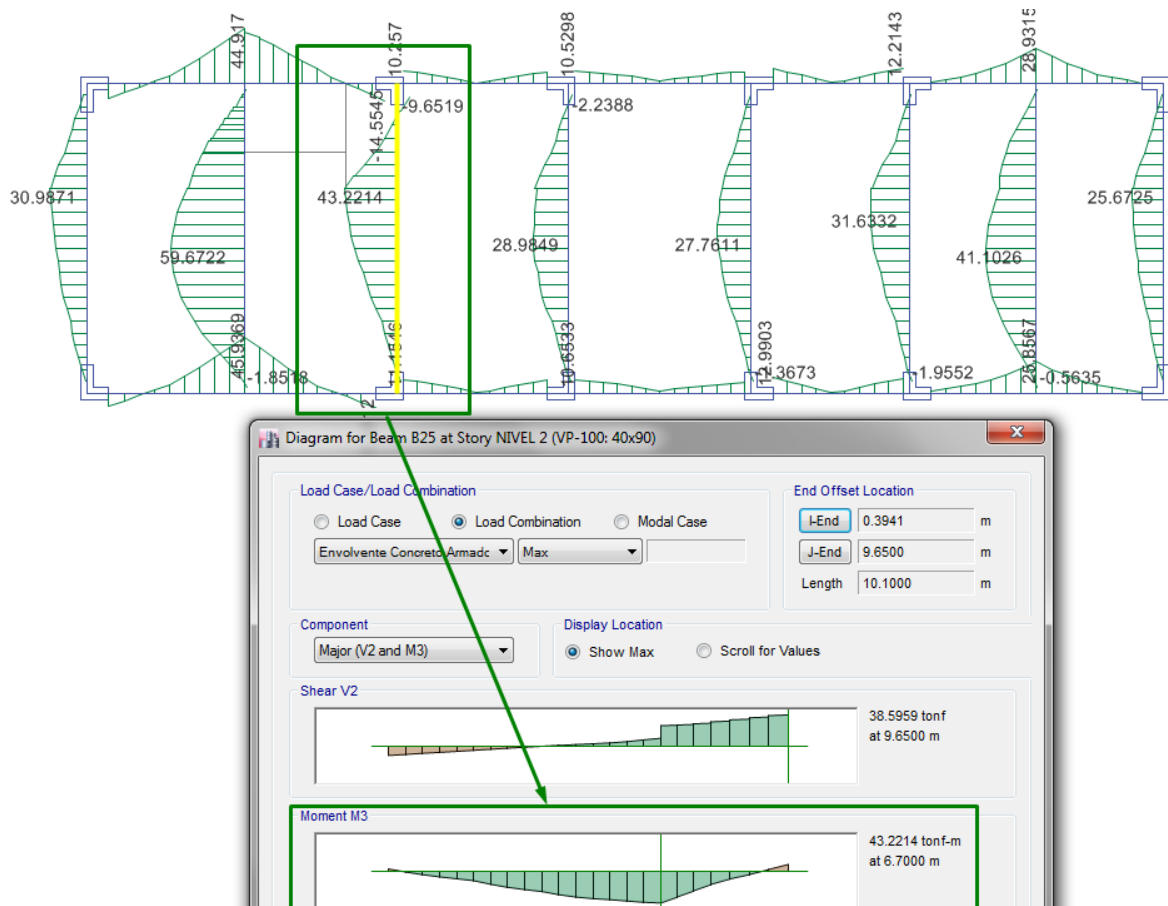 44.917
10.257
10.5298
12.2143
28.9315
-14.5545
-9.6519
-2.2388
30.9871
43.2214
25.6725
59.6722
28.9849
27.7611
31.6332
41.1026
45.9369
-1.8518
10.6533
12.9903
-1.9552
25.8567
-0.5635
Diagram for Beam B25 at Story NIVEL 2 (VP-100: 40x90)
Load Case/Load Combination
Load Case
Load Combination
Modal Case
Envolvente Concreto Armadc
Max
End Offset Location
I-End
0.3941
m
J-End
9.6500
m
Length
10.1000
m
Component
Major (V2 and M3)
Display Location
Show Max
Scroll for Values
Shear V2
38.5959 tonf
at 9.6500 m
Moment M3
43.2214 tonf-m
at 6.7000 m